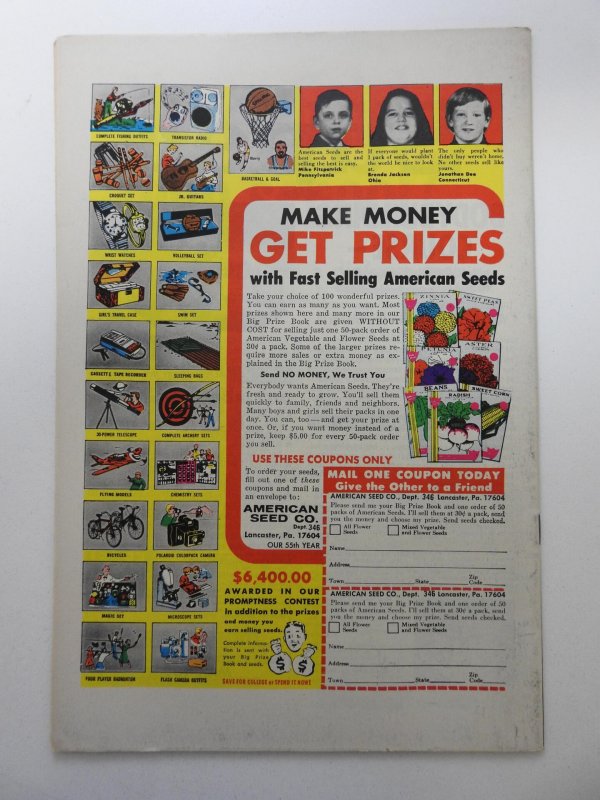 COMPLETE FISHING OUTFITS
TRANSISTOR RADIO
CROQUET SET
JR. GUITARS
WRIST WATCHES
VOLLEYBALL SET
GIRL'S TRAVEL CASE
SWIM SET
CASSETTE TAPE RECORDER
SLEEPING BAGS
30-POWER TELESCOPE
COMPLETE ARCHERY SETS
FLYING MODELS
CHEMISTRY SETS
BICYCLES
POLAROID COLORPACK CAMERA
MAGIC SET
MICROSCOPE SETS
FOUR PLAYER BADMINTON
FLASH CAMERA OUTFITS
BASKETBALL & GOAL
American Seeds are the
best seeds to sell and
selling the best is easy.
Mike Fitzpatrick
Pennsylvania
If everyone would plant
1 pack of seeds, wouldn't
the world be nice to look
at.
Brenda Jackson
Ohio
The only people who
didn't buy weren't home.
No other seeds sell like
yours.
Jonathan Dee
Connecticut
MAKE MONEY
GET PRIZES
with Fast Selling American Seeds
Take your choice of 100 wonderful prizes.
You can earn as many as you want. Most
prizes shown here and many more in our
Big Prize Book are given WITHOUT
COST for selling just one 50-pack order of
American Vegetable and Flower Seeds at
30¢ a pack. Some of the larger prizes re-
quire more sales or extra money as ex-
plained in the Big Prize Book.
Send NO MONEY, We Trust You
Everybody wants American Seeds. They're
fresh and ready to grow. You'll sell them
quickly to family, friends and neighbors.
Many boys and girls sell their packs in one
day. You can, too — and get your prize at
once. Or, if you want money instead of a
prize, keep $5.00 for every 50-pack order
you sell.
ZINNIA
SWEET PEAS
PETUNIA
ASTER
BEANS
RADISH
SWEET CORN
USE THESE COUPONS ONLY
To order your seeds,
fill out one of these
coupons and mail in
an envelope to:
AMERICAN
SEED CO.
Dept. 346
Lancaster, Pa. 17604
OUR 55th YEAR
MAIL ONE COUPON TODAY
Give the Other to a Friend
AMERICAN SEED CO., Dept. 346 Lancaster, Pa. 17604
Please send me your Big Prize Book and one order of 50
packs of American Seeds. I'll sell them at 30¢ a pack, send
you the money and choose my prize. Send seeds checked.
All Flower Seeds
Mixed Vegetable and Flower Seeds
Name
Address
Town State Zip Code
AMERICAN SEED CO., Dept. 346 Lancaster, Pa. 17604
Please send me your Big Prize Book and one order of 50
packs of American Seeds. I'll sell them at 30¢ a pack, send
you the money and choose my prize. Send seeds checked.
All Flower Seeds
Mixed Vegetable and Flower Seeds
Name
Address
Town State Zip Code
$6,400.00
AWARDED IN OUR
PROMPTNESS CONTEST
In addition to the prizes
and money you
earn selling seeds.
Complete informa-
tion is sent with
your Big Prize
Book and seeds.
SAVE FOR COLLEGE or SPEND IT NOW!